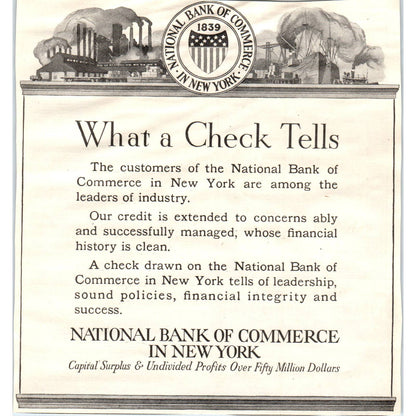 NATIONAL BANK OF COMMERCE
1839
IN NEW YORK
What a Check Tells
The customers of the National Bank of
Commerce in New York are among the
leaders of industry.
Our credit is extended to concerns ably
and successfully managed, whose financial
history is clean.
A check drawn on the National Bank of
Commerce in New York tells of leadership,
sound policies, financial integrity and
success.
NATIONAL BANK OF COMMERCE
IN NEW YORK
Capital Surplus & Undivided Profits Over Fifty Million Dollars